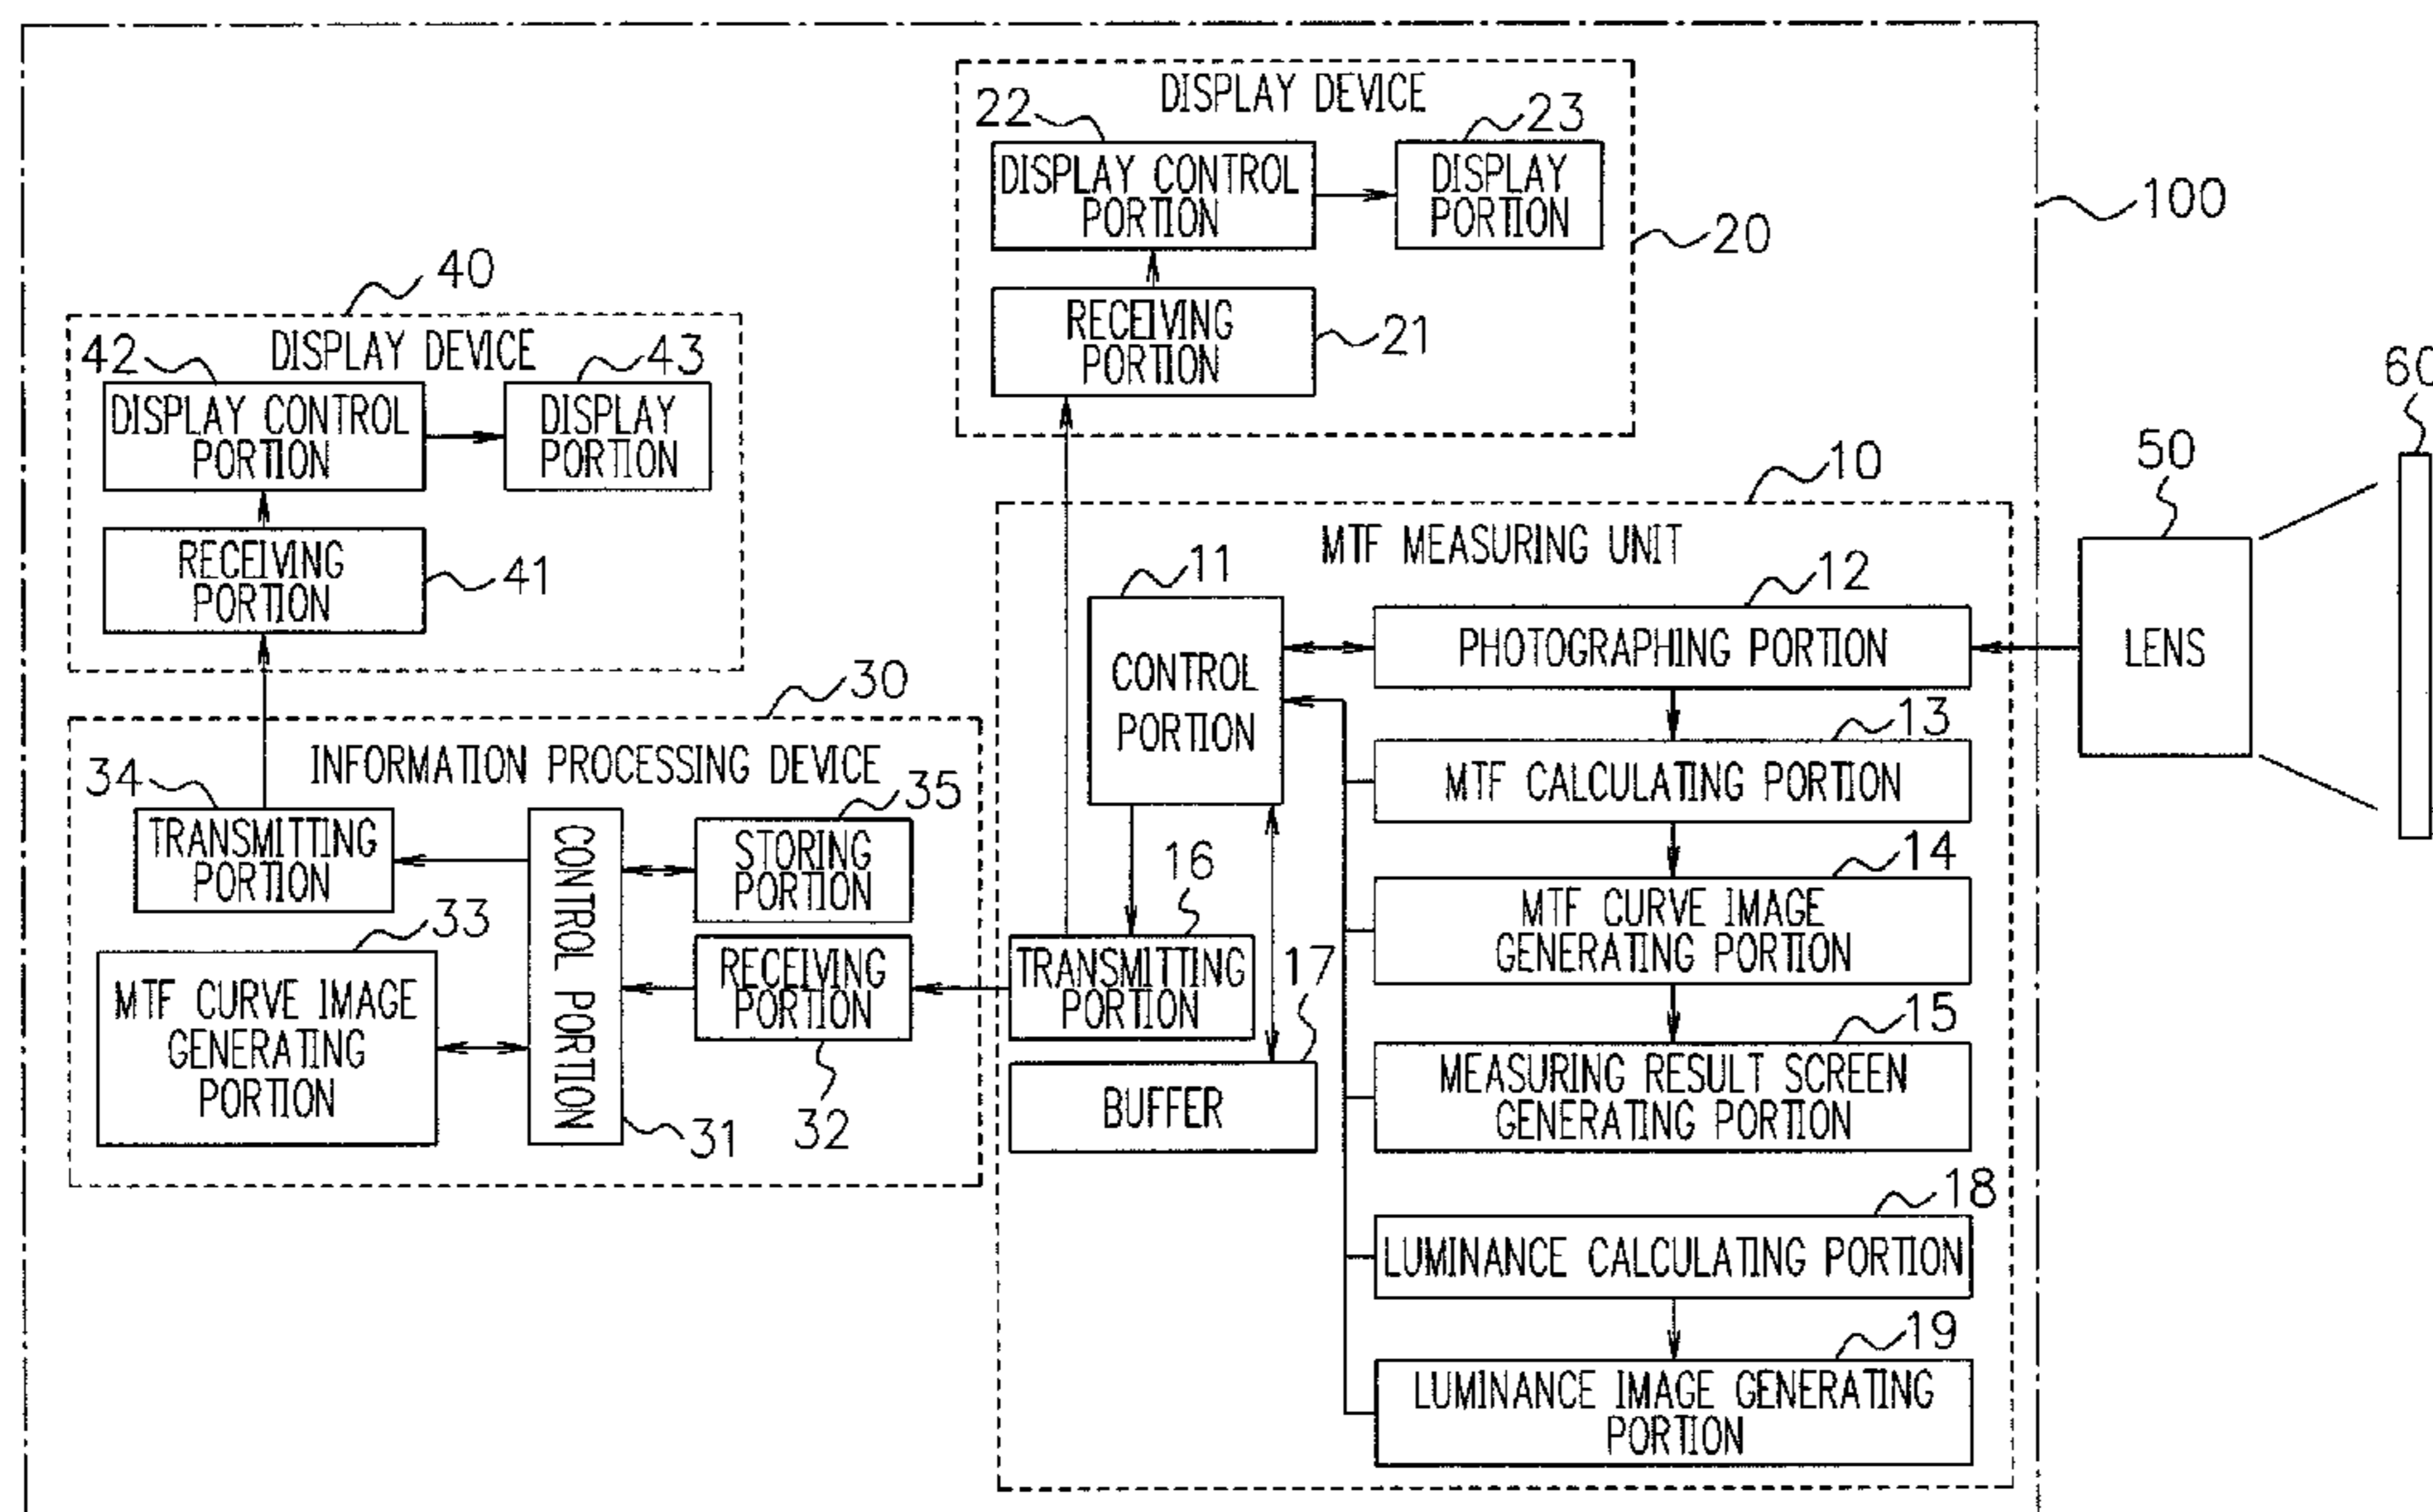 100
20
DISPLAY DEVICE
22
DISPLAY CONTROL
PORTION
23
DISPLAY
PORTION
RECEIVING
PORTION
21
40
DISPLAY DEVICE
42
DISPLAY CONTROL
PORTION
43
DISPLAY
PORTION
RECEIVING
PORTION
41
30
INFORMATION PROCESSING DEVICE
34
TRANSMITTING
PORTION
35
STORING
PORTION
33
MTF CURVE IMAGE
GENERATING
PORTION
CONTROL PORTION
31
RECEIVING
PORTION
32
10
MTF MEASURING UNIT
11
CONTROL
PORTION
12
PHOTOGRAPHING PORTION
13
MTF CALCULATING PORTION
14
MTF CURVE IMAGE
GENERATING PORTION
15
MEASURING RESULT SCREEN
GENERATING PORTION
16
TRANSMITTING
PORTION
17
BUFFER
18
LUMINANCE CALCULATING PORTION
19
LUMINANCE IMAGE GENERATING
PORTION
50
LENS
60